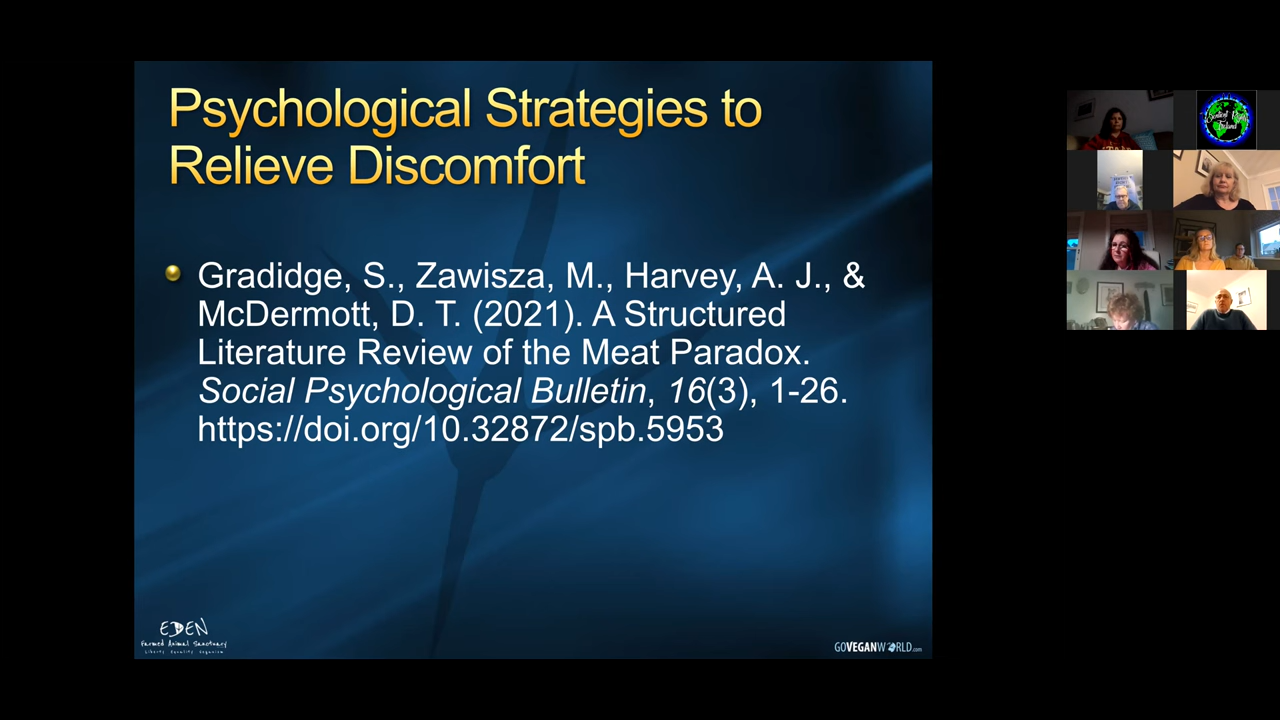 Psychological Strategies to
Relieve Discomfort
Gradidge, S., Zawisza, M., Harvey, A. J., &
McDermott, D. T. (2021). A Structured
Literature Review of the Meat Paradox.
Social Psychological Bulletin, 16(3), 1-26.
https://doi.org/10.32872/spb.5953
EDEN
Farmed Animal Sanctuary
GOVEGANWORLD.com